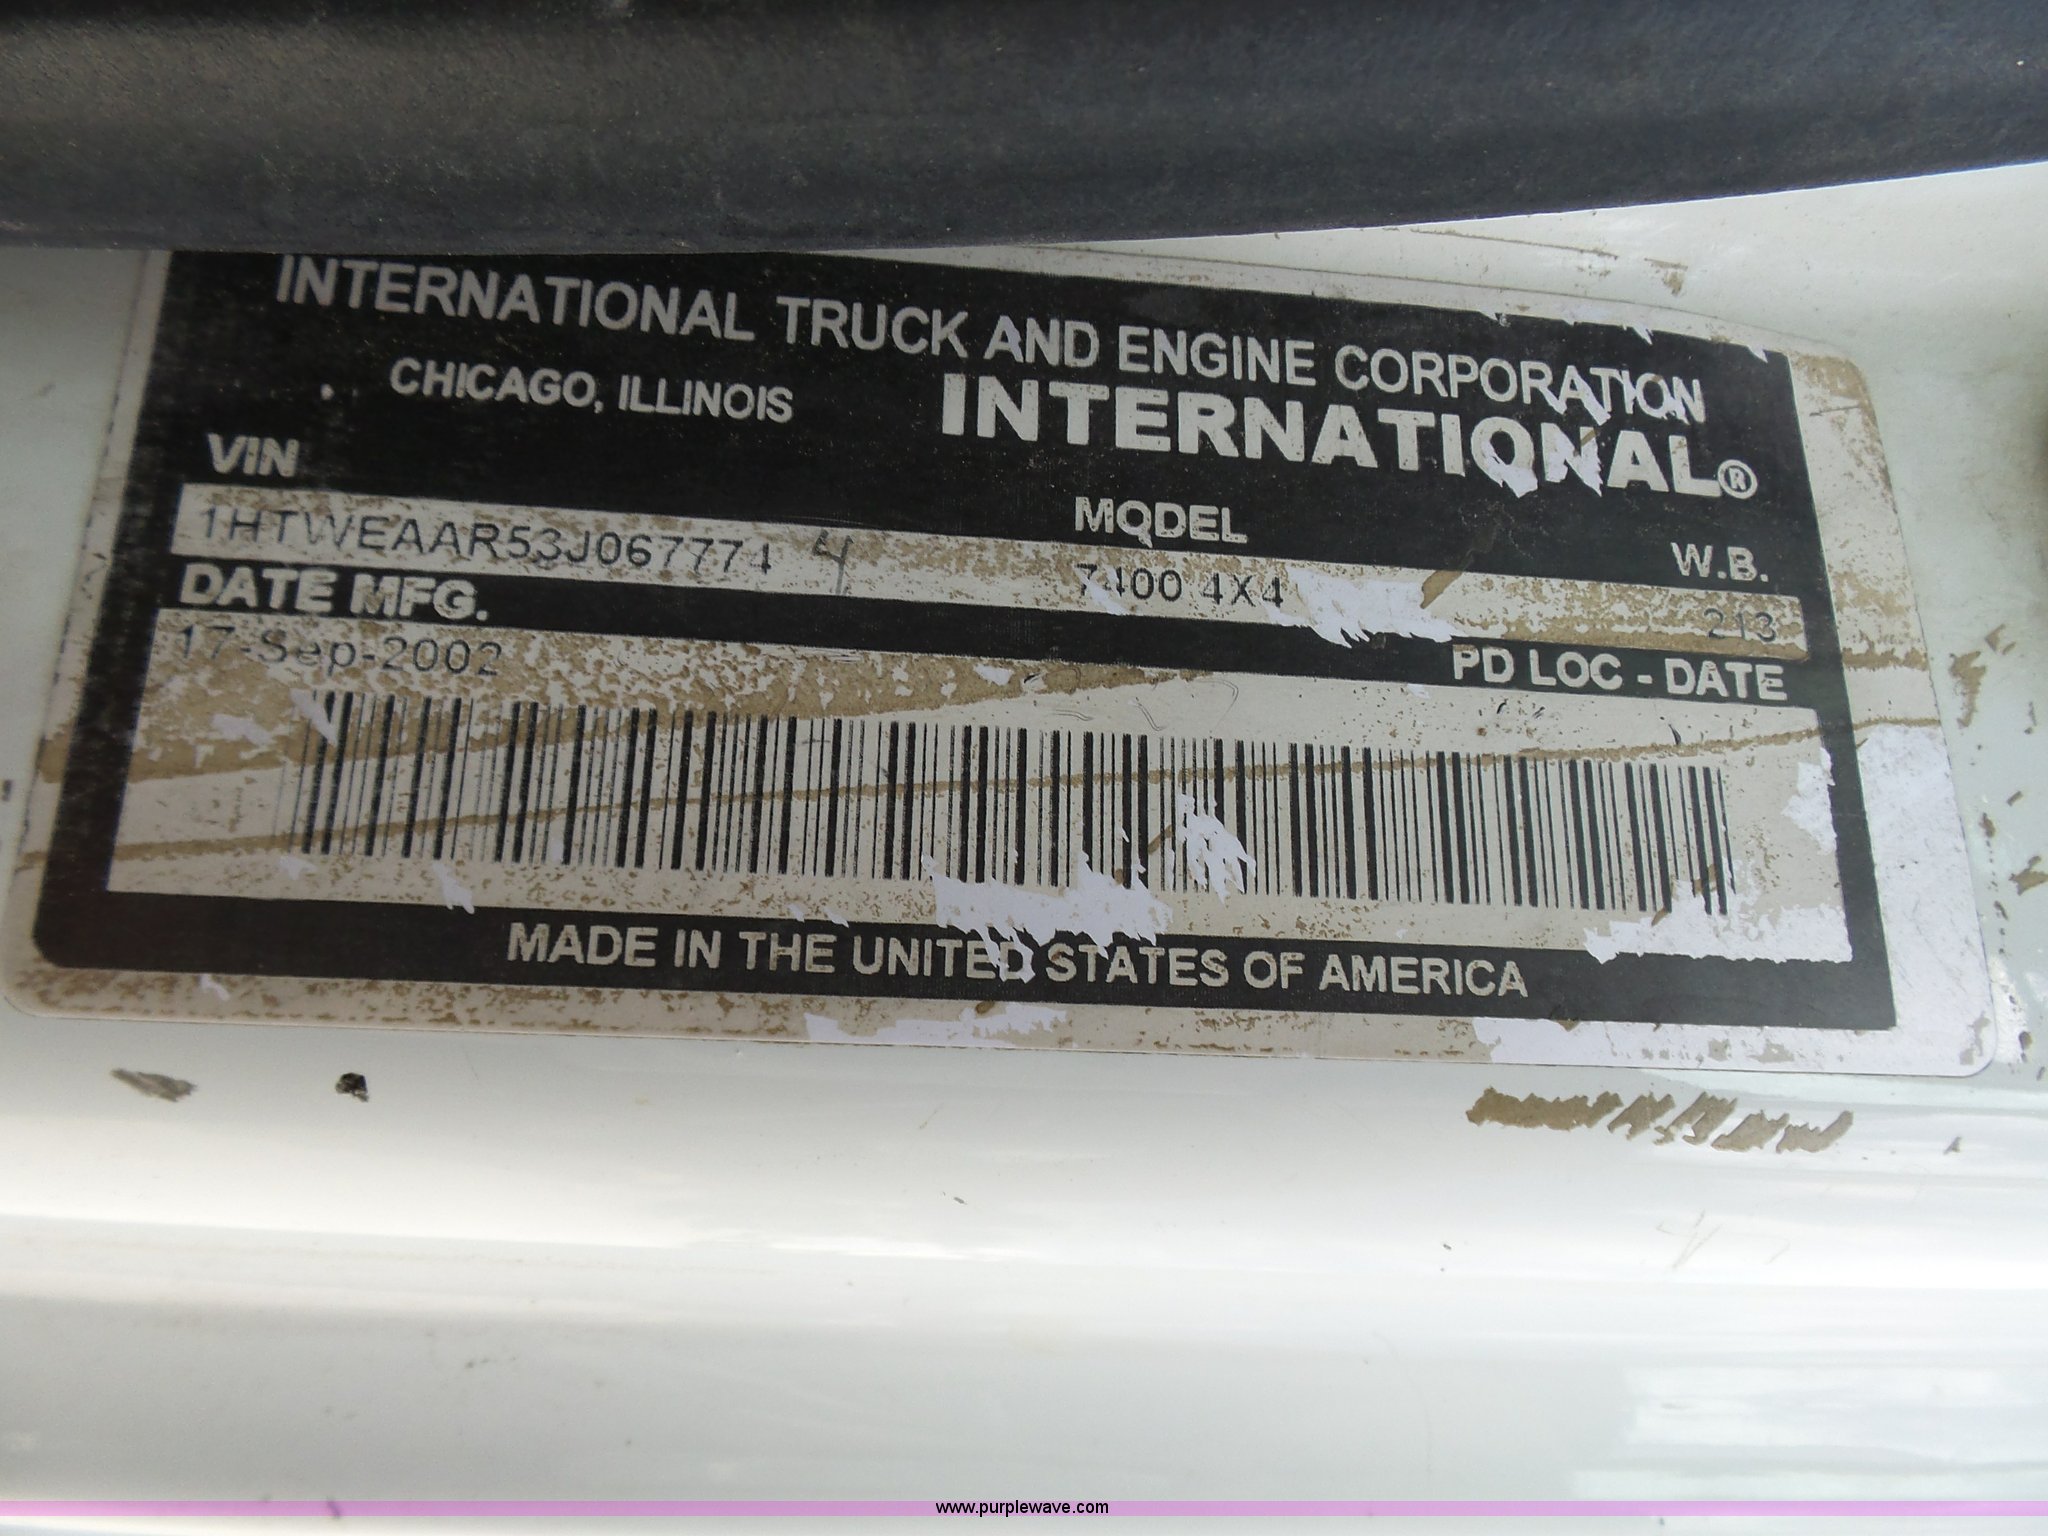 INTERNATIONAL TRUCK AND ENGINE CORPORATION
CHICAGO, ILLINOIS
INTERNATIONAL®
VIN
MODEL
W.B.
1HTWEAAR53J067774 4
7400 4X4
213
DATE MFG.
PD LOC - DATE
17-Sep-2002
MADE IN THE UNITED STATES OF AMERICA
www.purplewave.com